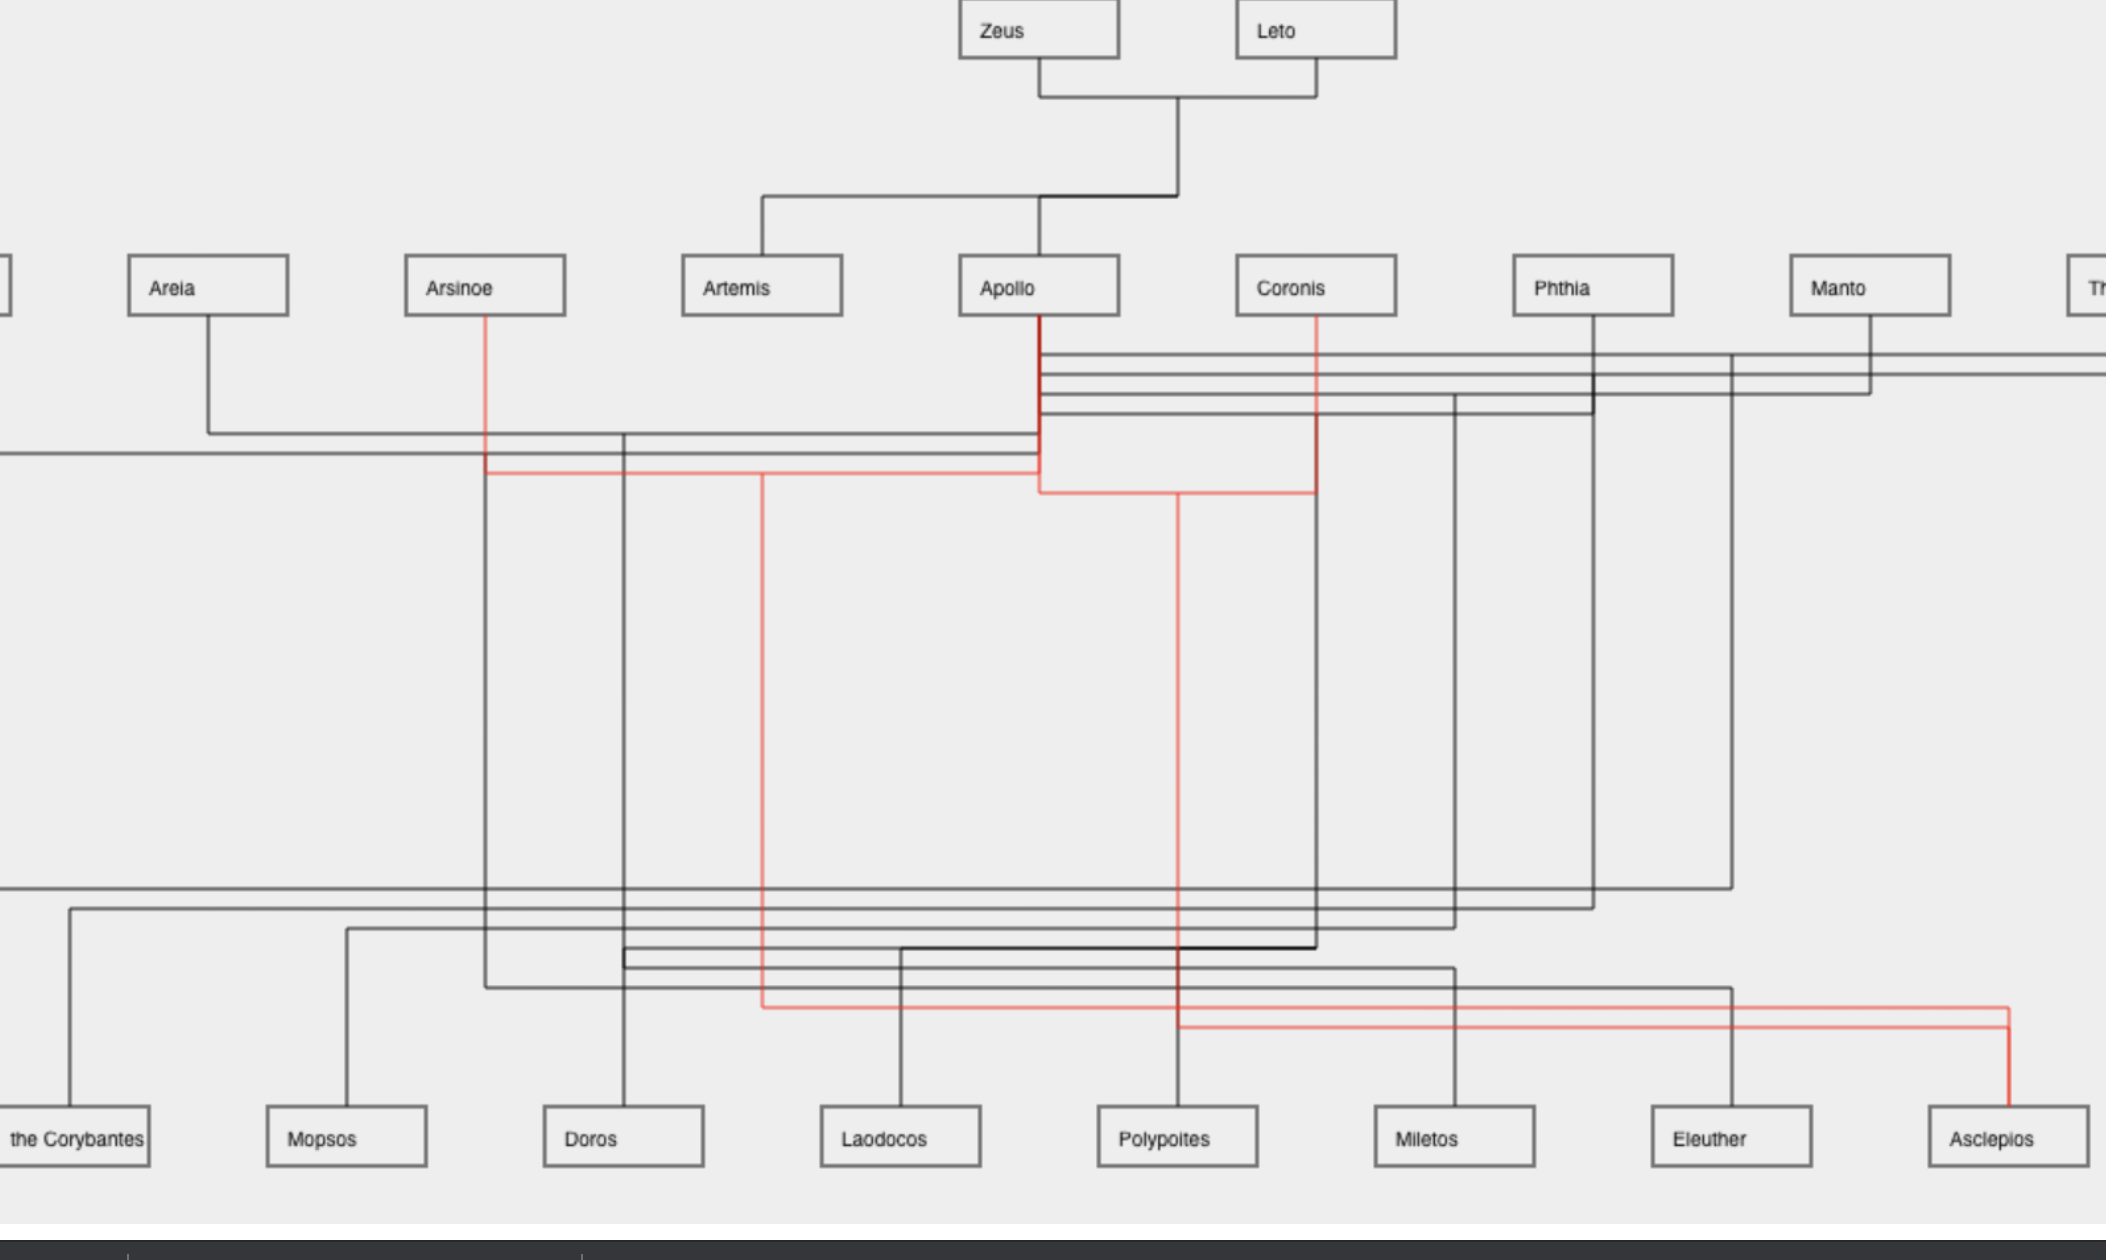 Zeus
Leto
Areia
Arsinoe
Artemis
Apollo
Coronis
Phthia
Manto
the Corybantes
Mopsos
Doros
Laodocos
Polypoites
Miletos
Eleuther
Asclepios